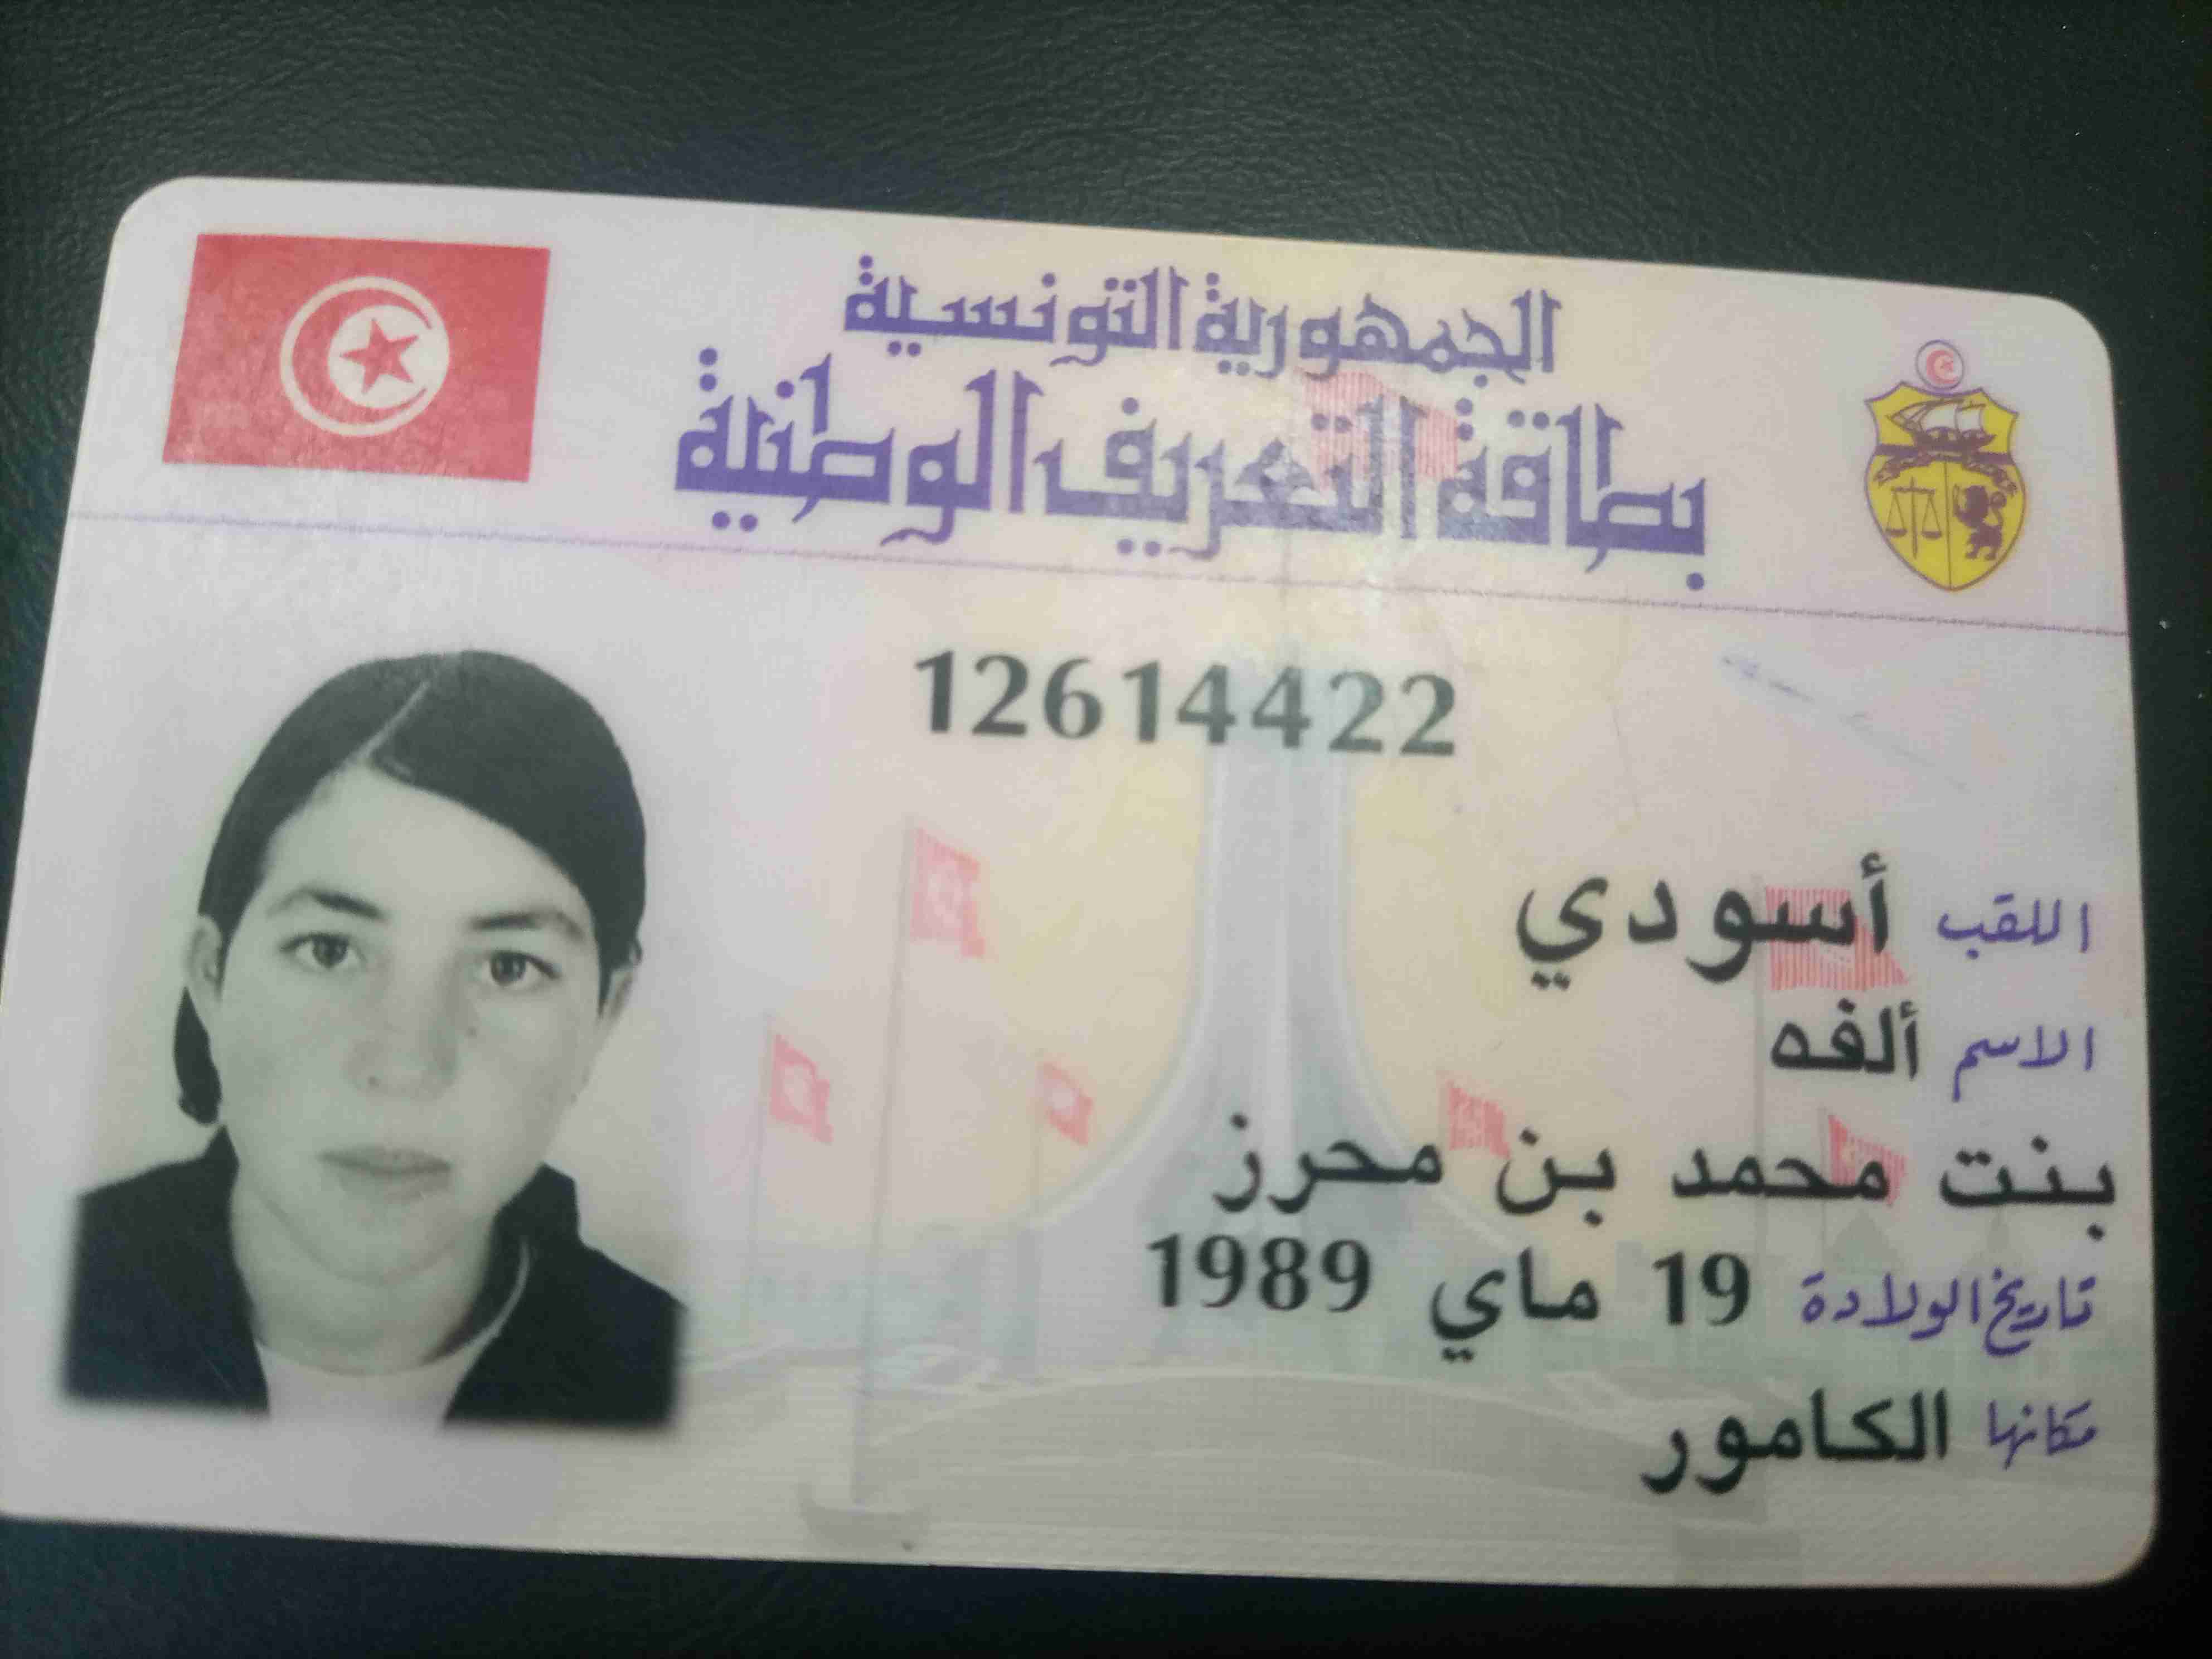 الجمهورية التونسية
بطاقة التعريف الوطنية
12614422
اللقب أسودي
الاسم ألفه
بنت محمد بن محرز
تاريخ الولادة 19 ماي 1989
مكانها الكامور